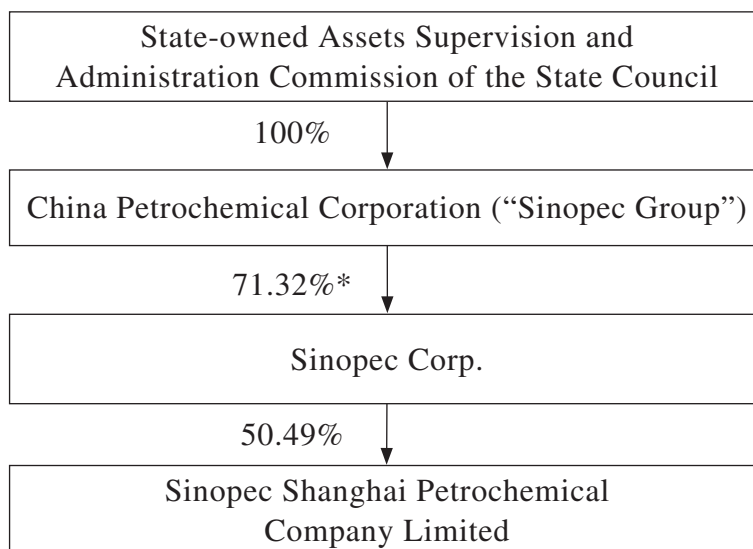 State-owned Assets Supervision and
Administration Commission of the State Council
100%
China Petrochemical Corporation (“Sinopec Group”)
71.32%*
Sinopec Corp.
50.49%
Sinopec Shanghai Petrochemical
Company Limited